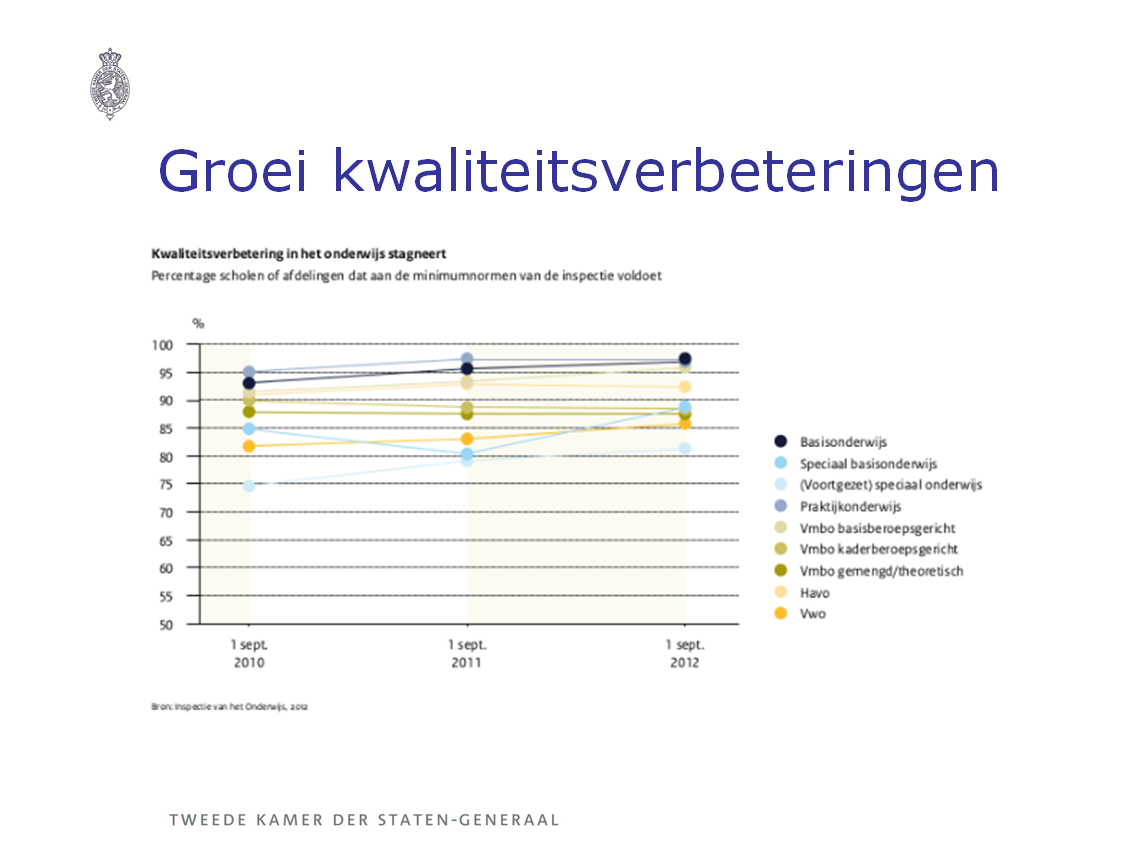 Groei kwaliteitsverbeteringen
Kwaliteitsverbetering in het onderwijs stagneert
Percentage scholen of afdelingen dat aan de minimumnormen van de inspectie voldoet
%
100
95
90
85
80
75
70
65
60
55
50
1 sept.
2010
1 sept.
2011
1 sept.
2012
Basisonderwijs
Speciaal basisonderwijs
(Voortgezet) speciaal onderwijs
Praktijkonderwijs
Vmbo basisberoepsgericht
Vmbo kaderberoepsgericht
Vmbo gemengd/theoretisch
Havo
Vwo
Bron: Inspectie van het Onderwijs, 2012
TWEEDE KAMER DER STATEN-GENERAAL